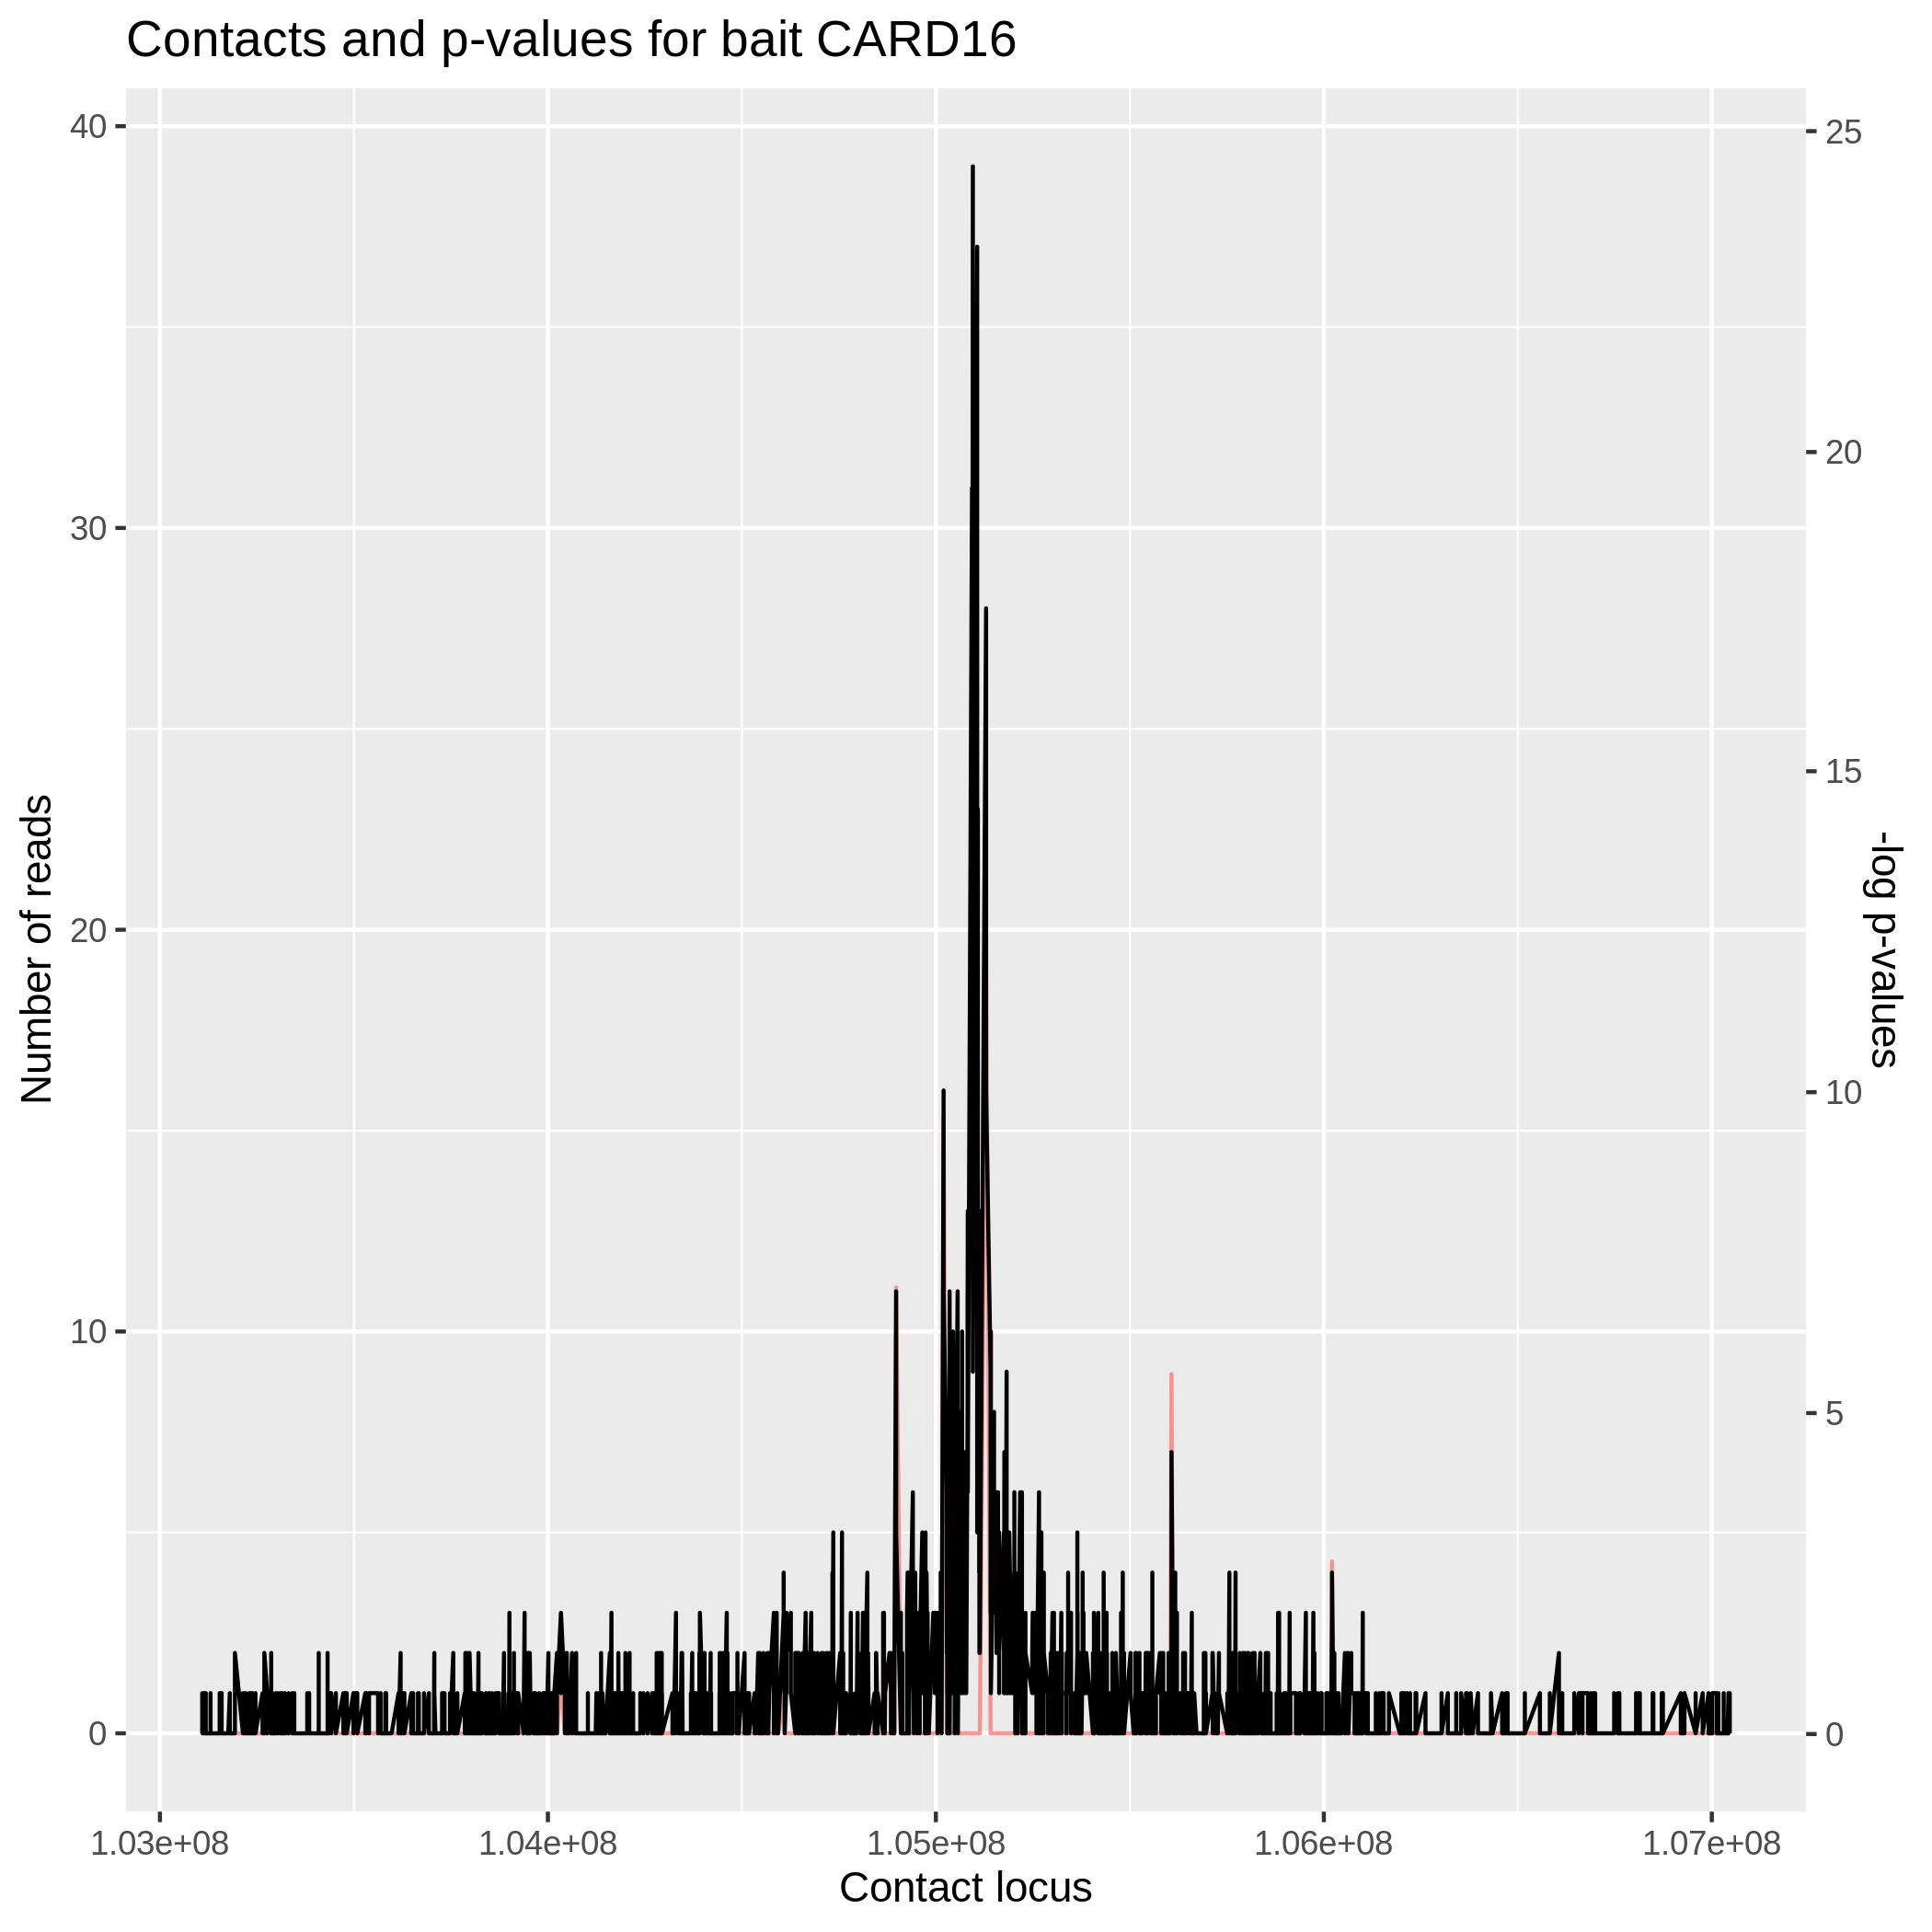 Contacts and p-values for bait CARD16
40
30
20
10
0
Number of reads
25
20
15
10
5
0
-log p-values
1.03e+08 1.04e+08 1.05e+08 1.06e+08 1.07e+08
Contact locus